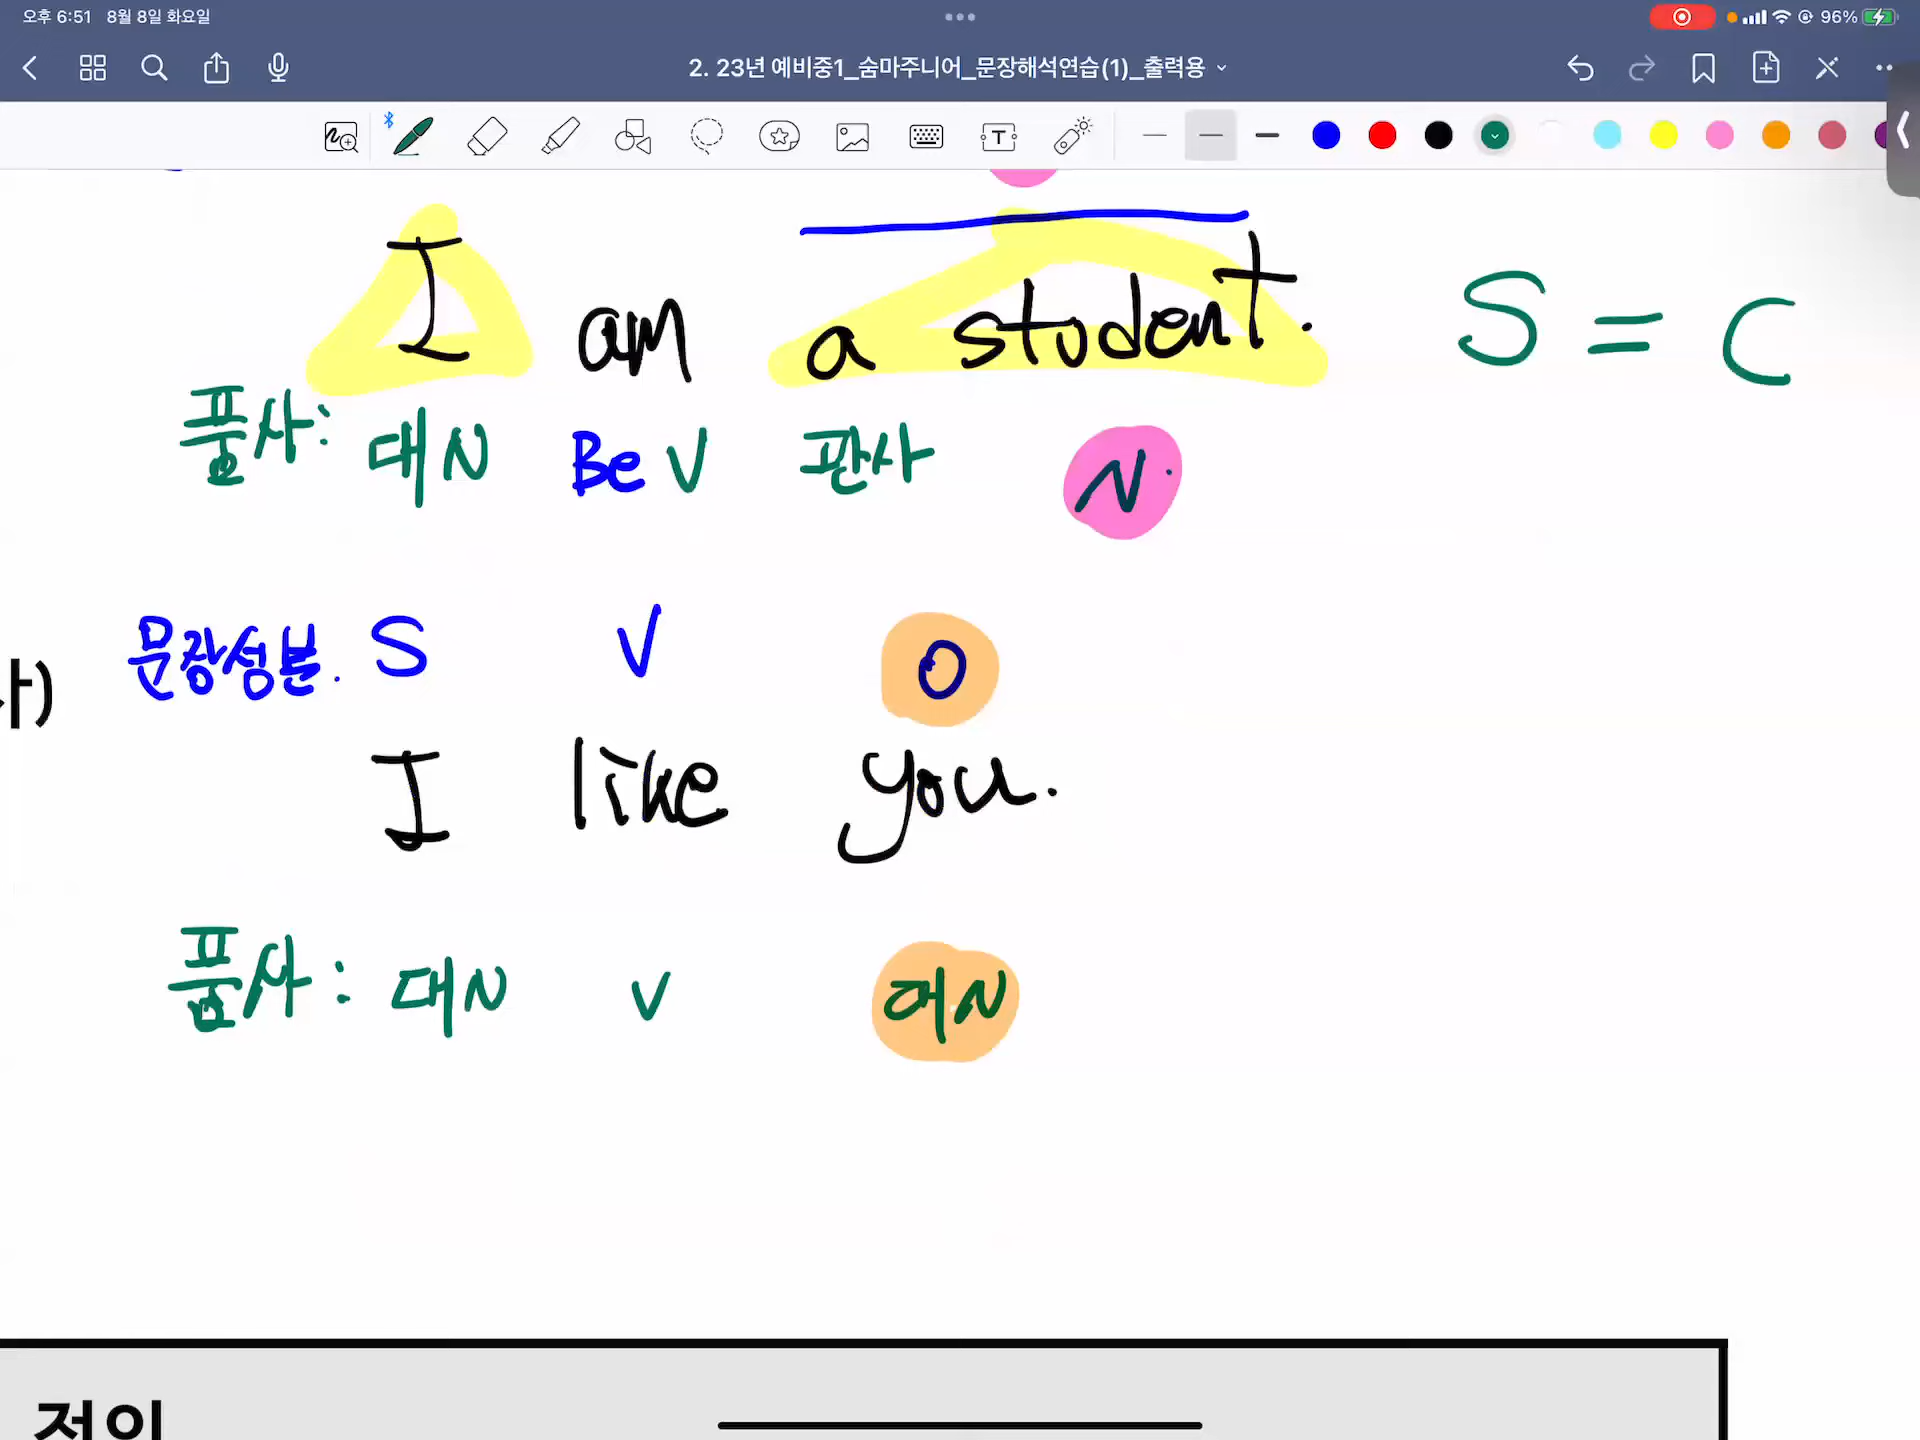 오후 6:51 8월 8일 화요일
96%
2. 23년 예비중1_숨마주니어_문장해석연습(1)_출력용
I am a student. S = C
품사: 대N Be V 관사 N.
문장성분. S V O
사)
I like you.
품사: 대N V 대N
정의